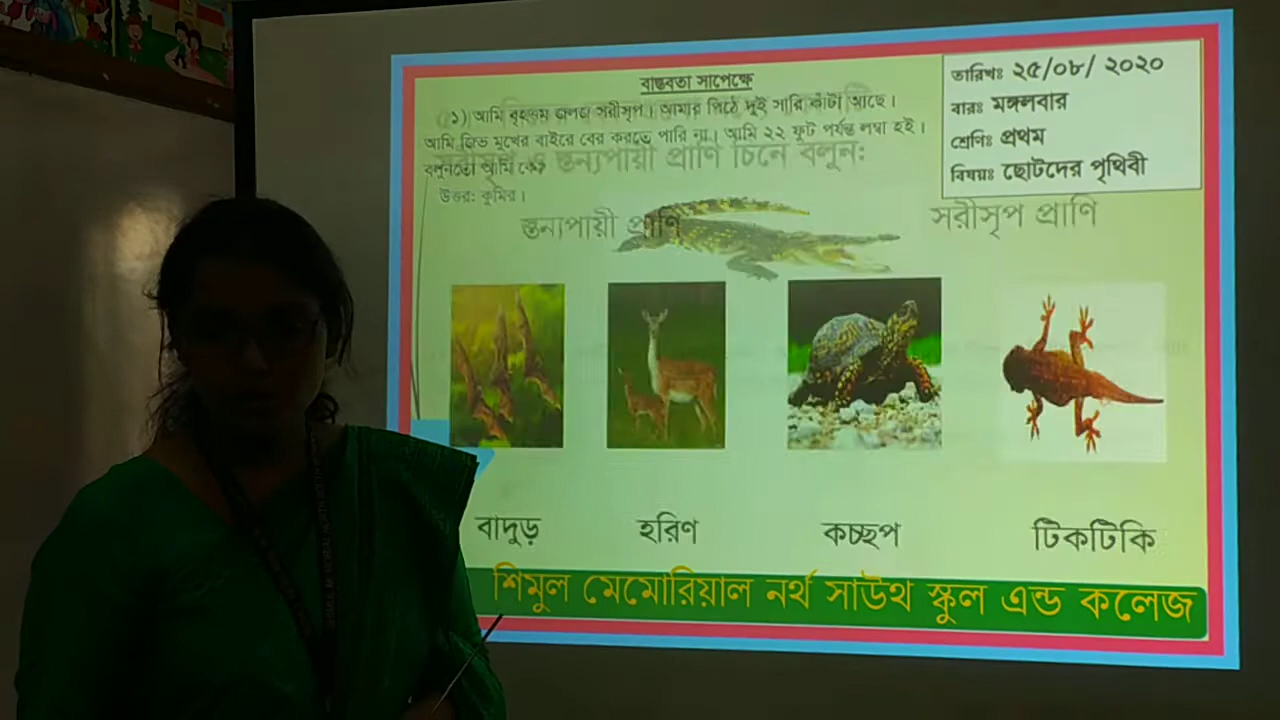 বাস্তবতা সাপেক্ষে
১) আমি বৃহত্তম জলজ সরীসৃপ। আমার পিঠে দুই সারি কাঁটা আছে।
আমি জিভ মুখের বাইরে বের করতে পারি না। আমি ২২ ফুট পর্যন্ত লম্বা হই।
বলুনতো আমি কে?
উত্তর: কুমির।
সরীসৃপ ও স্তন্যপায়ী প্রাণি চিনে বলুন:
তারিখঃ ২৫/০৮/ ২০২০
বারঃ মঙ্গলবার
শ্রেণিঃ প্রথম
বিষয়ঃ ছোটদের পৃথিবী
স্তন্যপায়ী প্রাণি সরীসৃপ প্রাণি
বাদুড় হরিণ কচ্ছপ টিকটিকি
শিমুল মেমোরিয়াল নর্থ সাউথ স্কুল এন্ড কলেজ